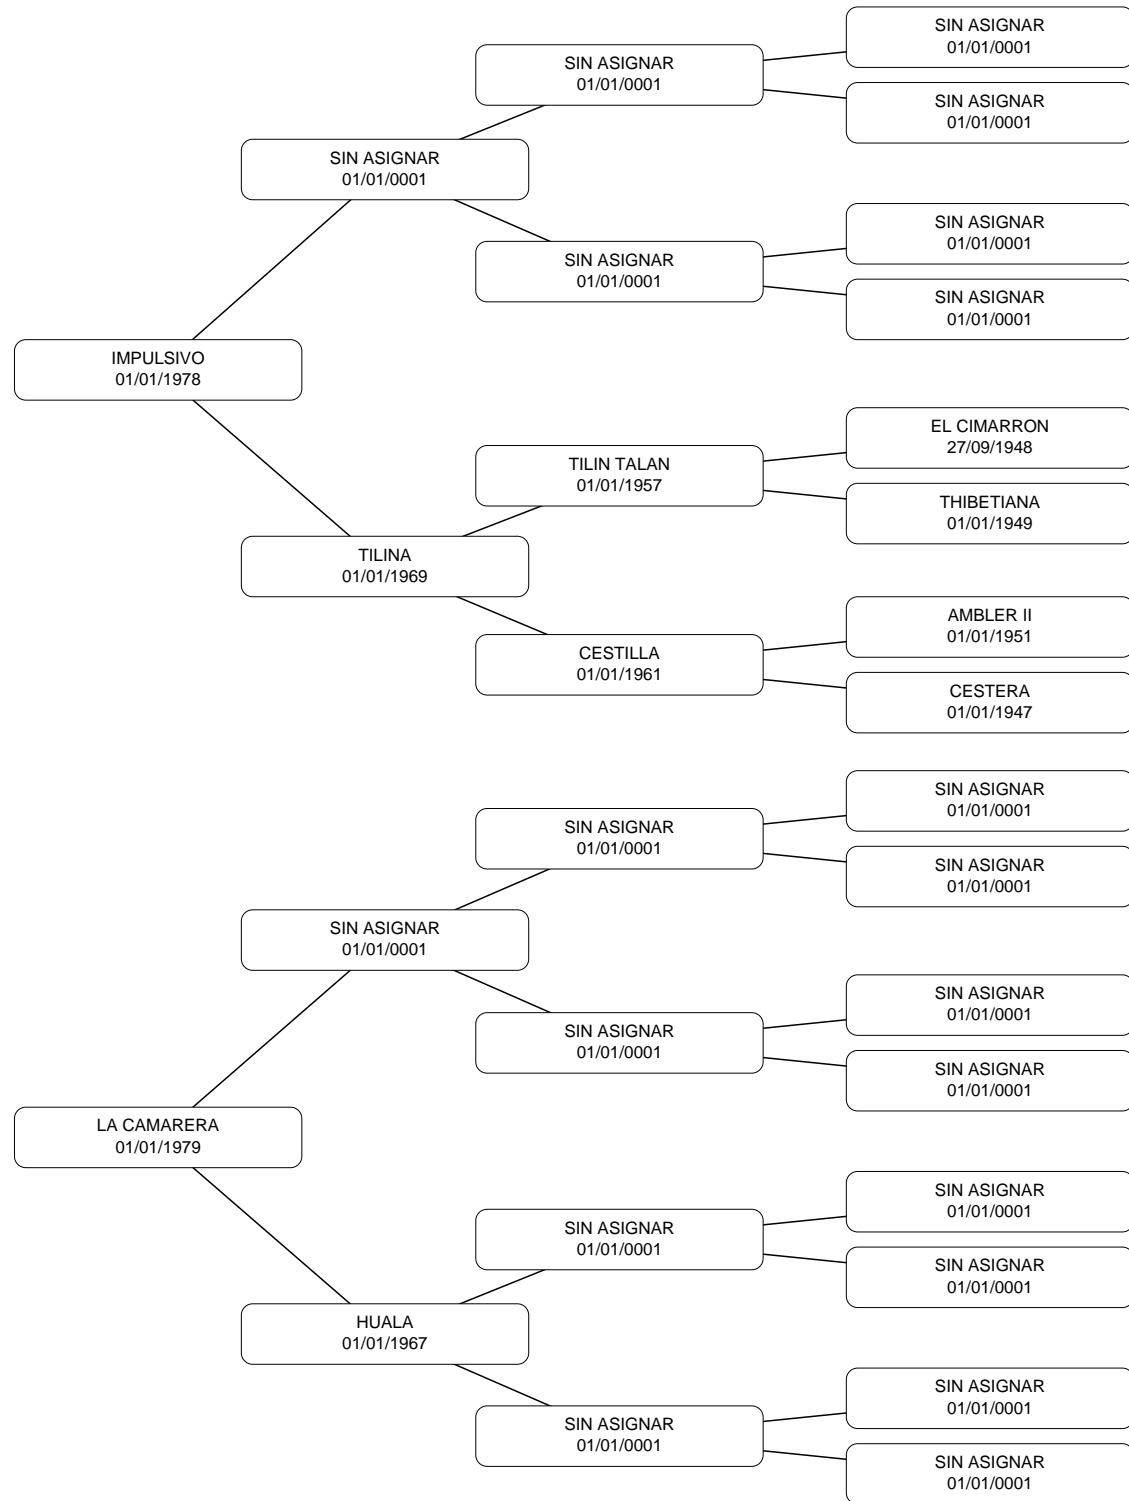 SIN ASIGNAR
01/01/0001
SIN ASIGNAR
01/01/0001
SIN ASIGNAR
01/01/0001
SIN ASIGNAR
01/01/0001
SIN ASIGNAR
01/01/0001
SIN ASIGNAR
01/01/0001
SIN ASIGNAR
01/01/0001
IMPULSIVO
01/01/1978
EL CIMARRON
27/09/1948
TILIN TALAN
01/01/1957
THIBETIANA
01/01/1949
TILINA
01/01/1969
AMBLER II
01/01/1951
CESTILLA
01/01/1961
CESTERA
01/01/1947
SIN ASIGNAR
01/01/0001
SIN ASIGNAR
01/01/0001
SIN ASIGNAR
01/01/0001
SIN ASIGNAR
01/01/0001
SIN ASIGNAR
01/01/0001
SIN ASIGNAR
01/01/0001
SIN ASIGNAR
01/01/0001
LA CAMARERA
01/01/1979
SIN ASIGNAR
01/01/0001
SIN ASIGNAR
01/01/0001
SIN ASIGNAR
01/01/0001
HUALA
01/01/1967
SIN ASIGNAR
01/01/0001
SIN ASIGNAR
01/01/0001
SIN ASIGNAR
01/01/0001